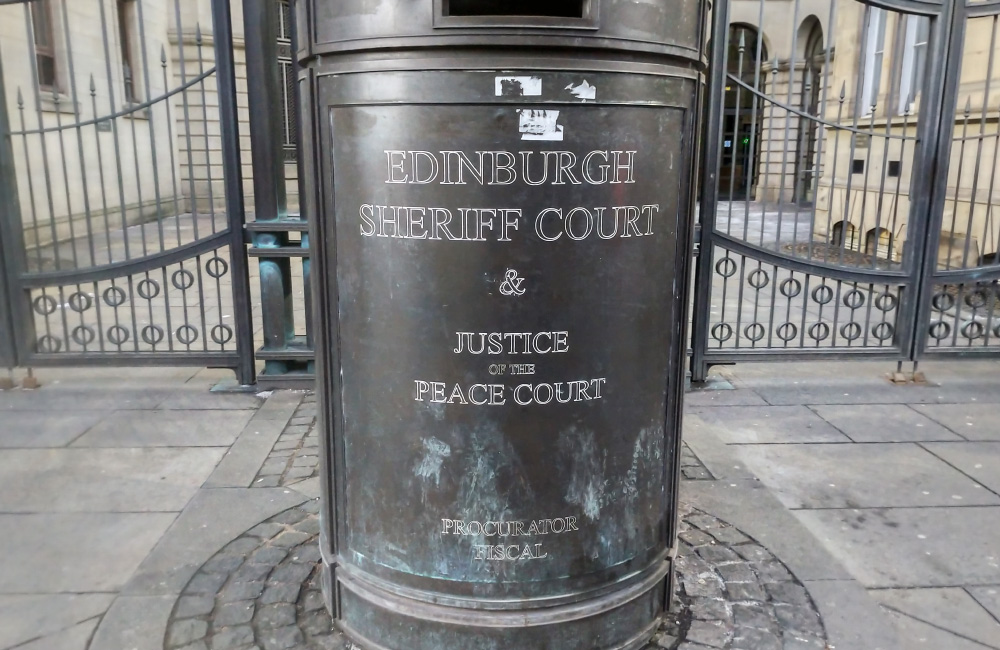 EDINBURGH
SHERIFF COURT
&
JUSTICE
OF THE
PEACE COURT
PROCURATOR
FISCAL